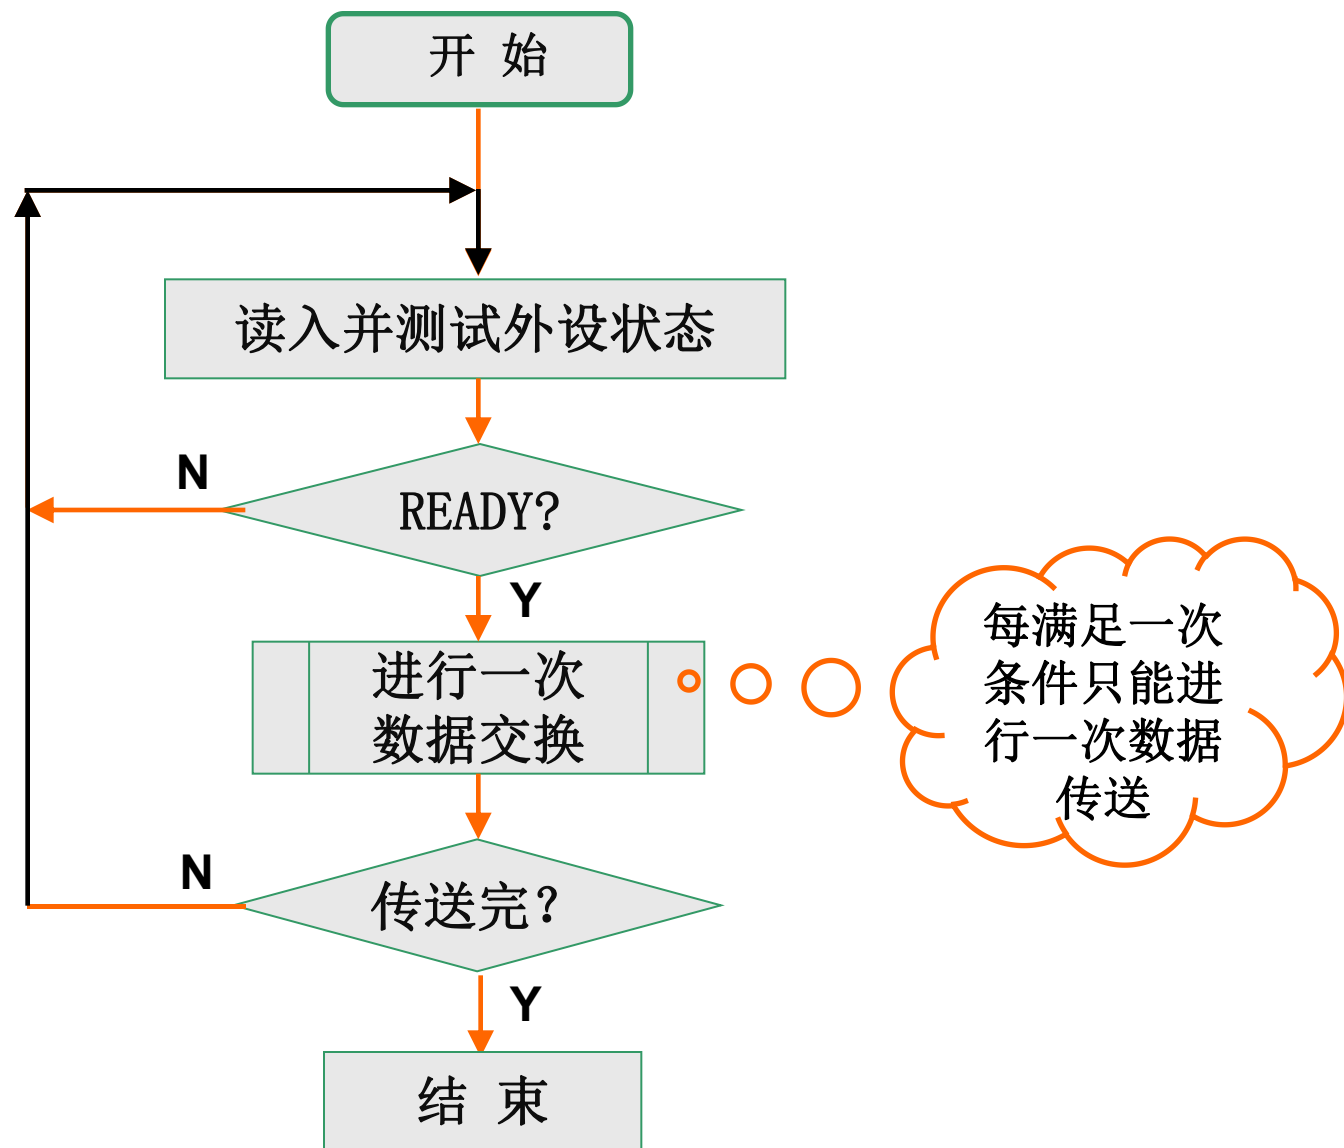 开 始
读入并测试外设状态
N
READY?
Y
进行一次
数据交换
每满足一次
条件只能进
行一次数据
传送
N
传送完?
Y
结 束